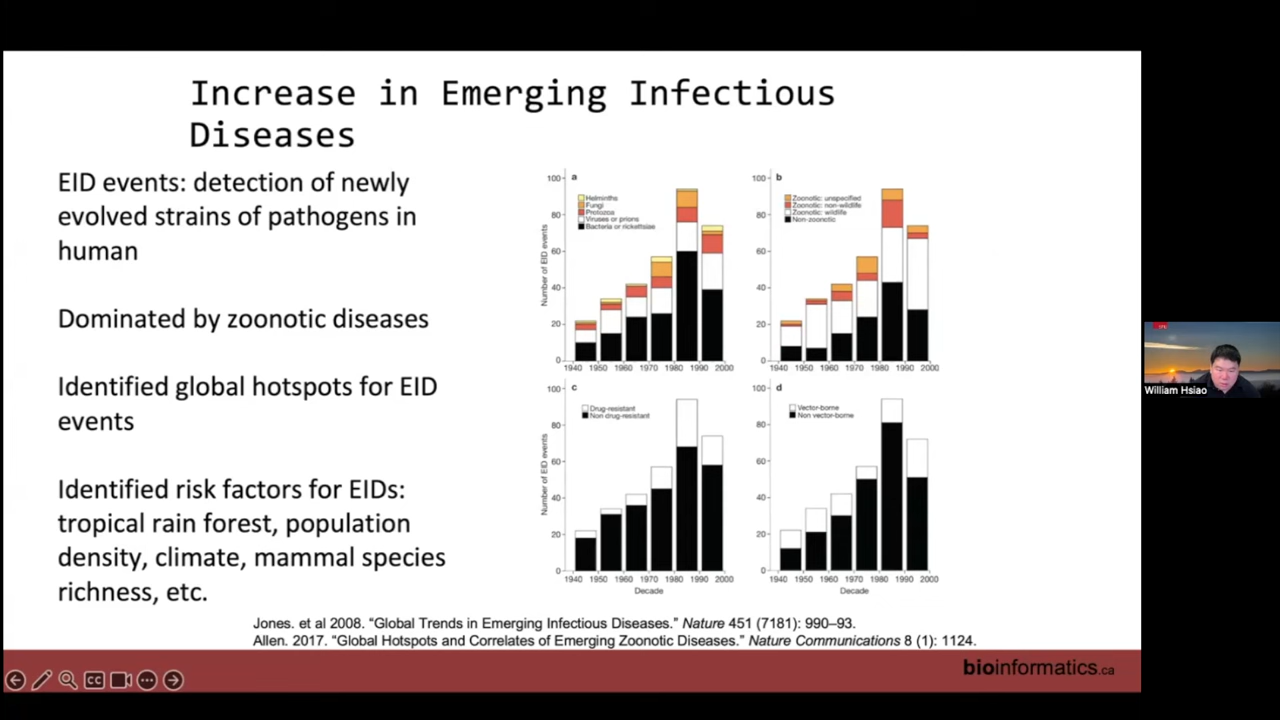 Increase in Emerging Infectious
Diseases
EID events: detection of newly
evolved strains of pathogens in
human
Dominated by zoonotic diseases
Identified global hotspots for EID
events
Identified risk factors for EIDs:
tropical rain forest, population
density, climate, mammal species
richness, etc.
a
Helminths
Fungi
Protozoa
Viruses or prions
Bacteria or rickettsiae
Number of EID events
100
80
60
40
20
0
1940 1950 1960 1970 1980 1990 2000
b
Zoonotic: unspecified
Zoonotic: non-wildlife
Zoonotic: wildlife
Non-zoonotic
100
80
60
40
20
0
1940 1950 1960 1970 1980 1990 2000
c
Drug-resistant
Non drug-resistant
Number of EID events
100
80
60
40
20
0
1940 1950 1960 1970 1980 1990 2000
Decade
d
Vector-borne
Non vector-borne
100
80
60
40
20
0
1940 1950 1960 1970 1980 1990 2000
Decade
Jones. et al 2008. “Global Trends in Emerging Infectious Diseases.” Nature 451 (7181): 990–93.
Allen. 2017. “Global Hotspots and Correlates of Emerging Zoonotic Diseases.” Nature Communications 8 (1): 1124.
CC
bioinformatics.ca
William Hsiao